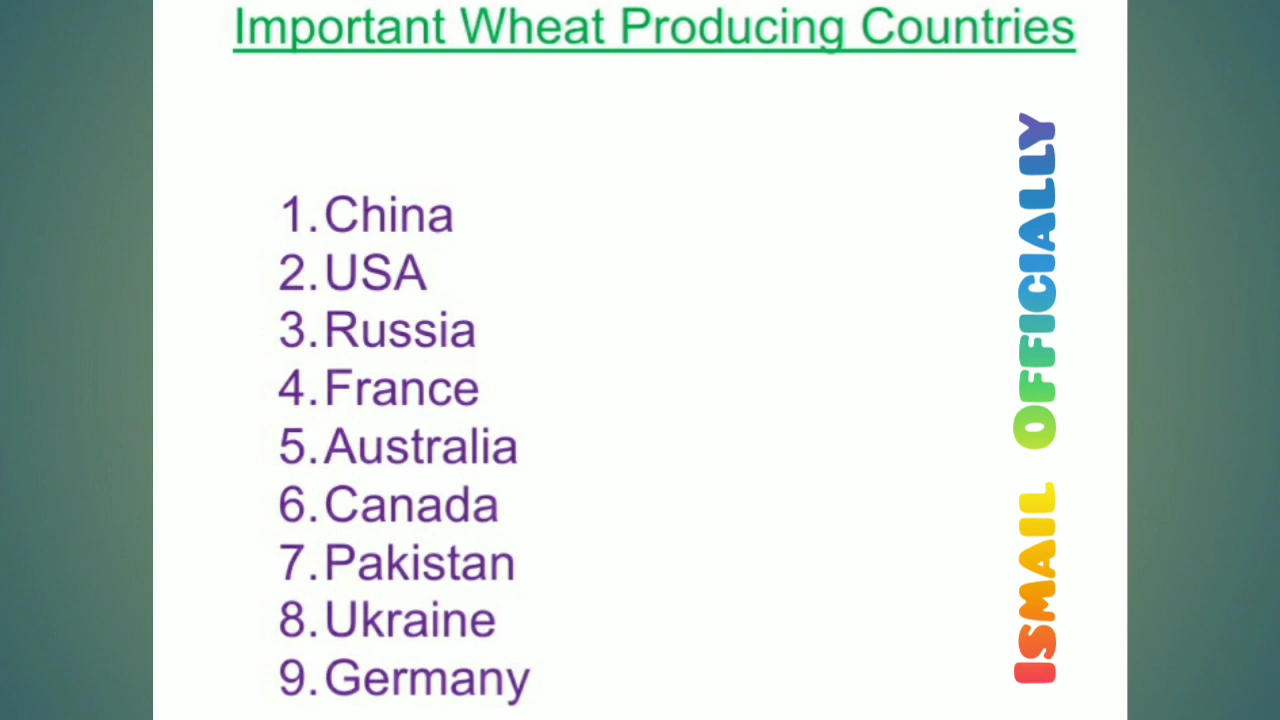 Important Wheat Producing Countries
1. China
2. USA
3. Russia
4. France
5. Australia
6. Canada
7. Pakistan
8. Ukraine
9. Germany
ISMAIL OFFICIALLY